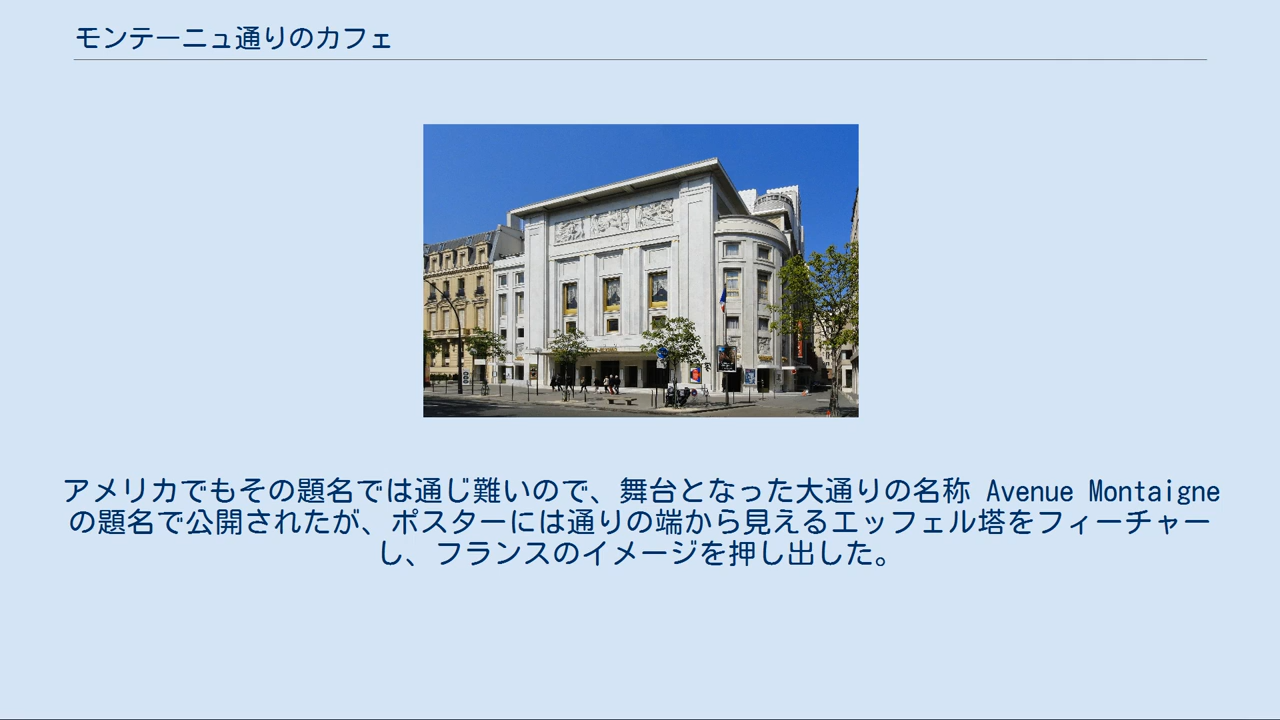 モンテーニュ通りのカフェ
アメリカでもその題名では通じ難いので、舞台となった大通りの名称 Avenue Montaigne
の題名で公開されたが、ポスターには通りの端から見えるエッフェル塔をフィーチャー
し、フランスのイメージを押し出した。